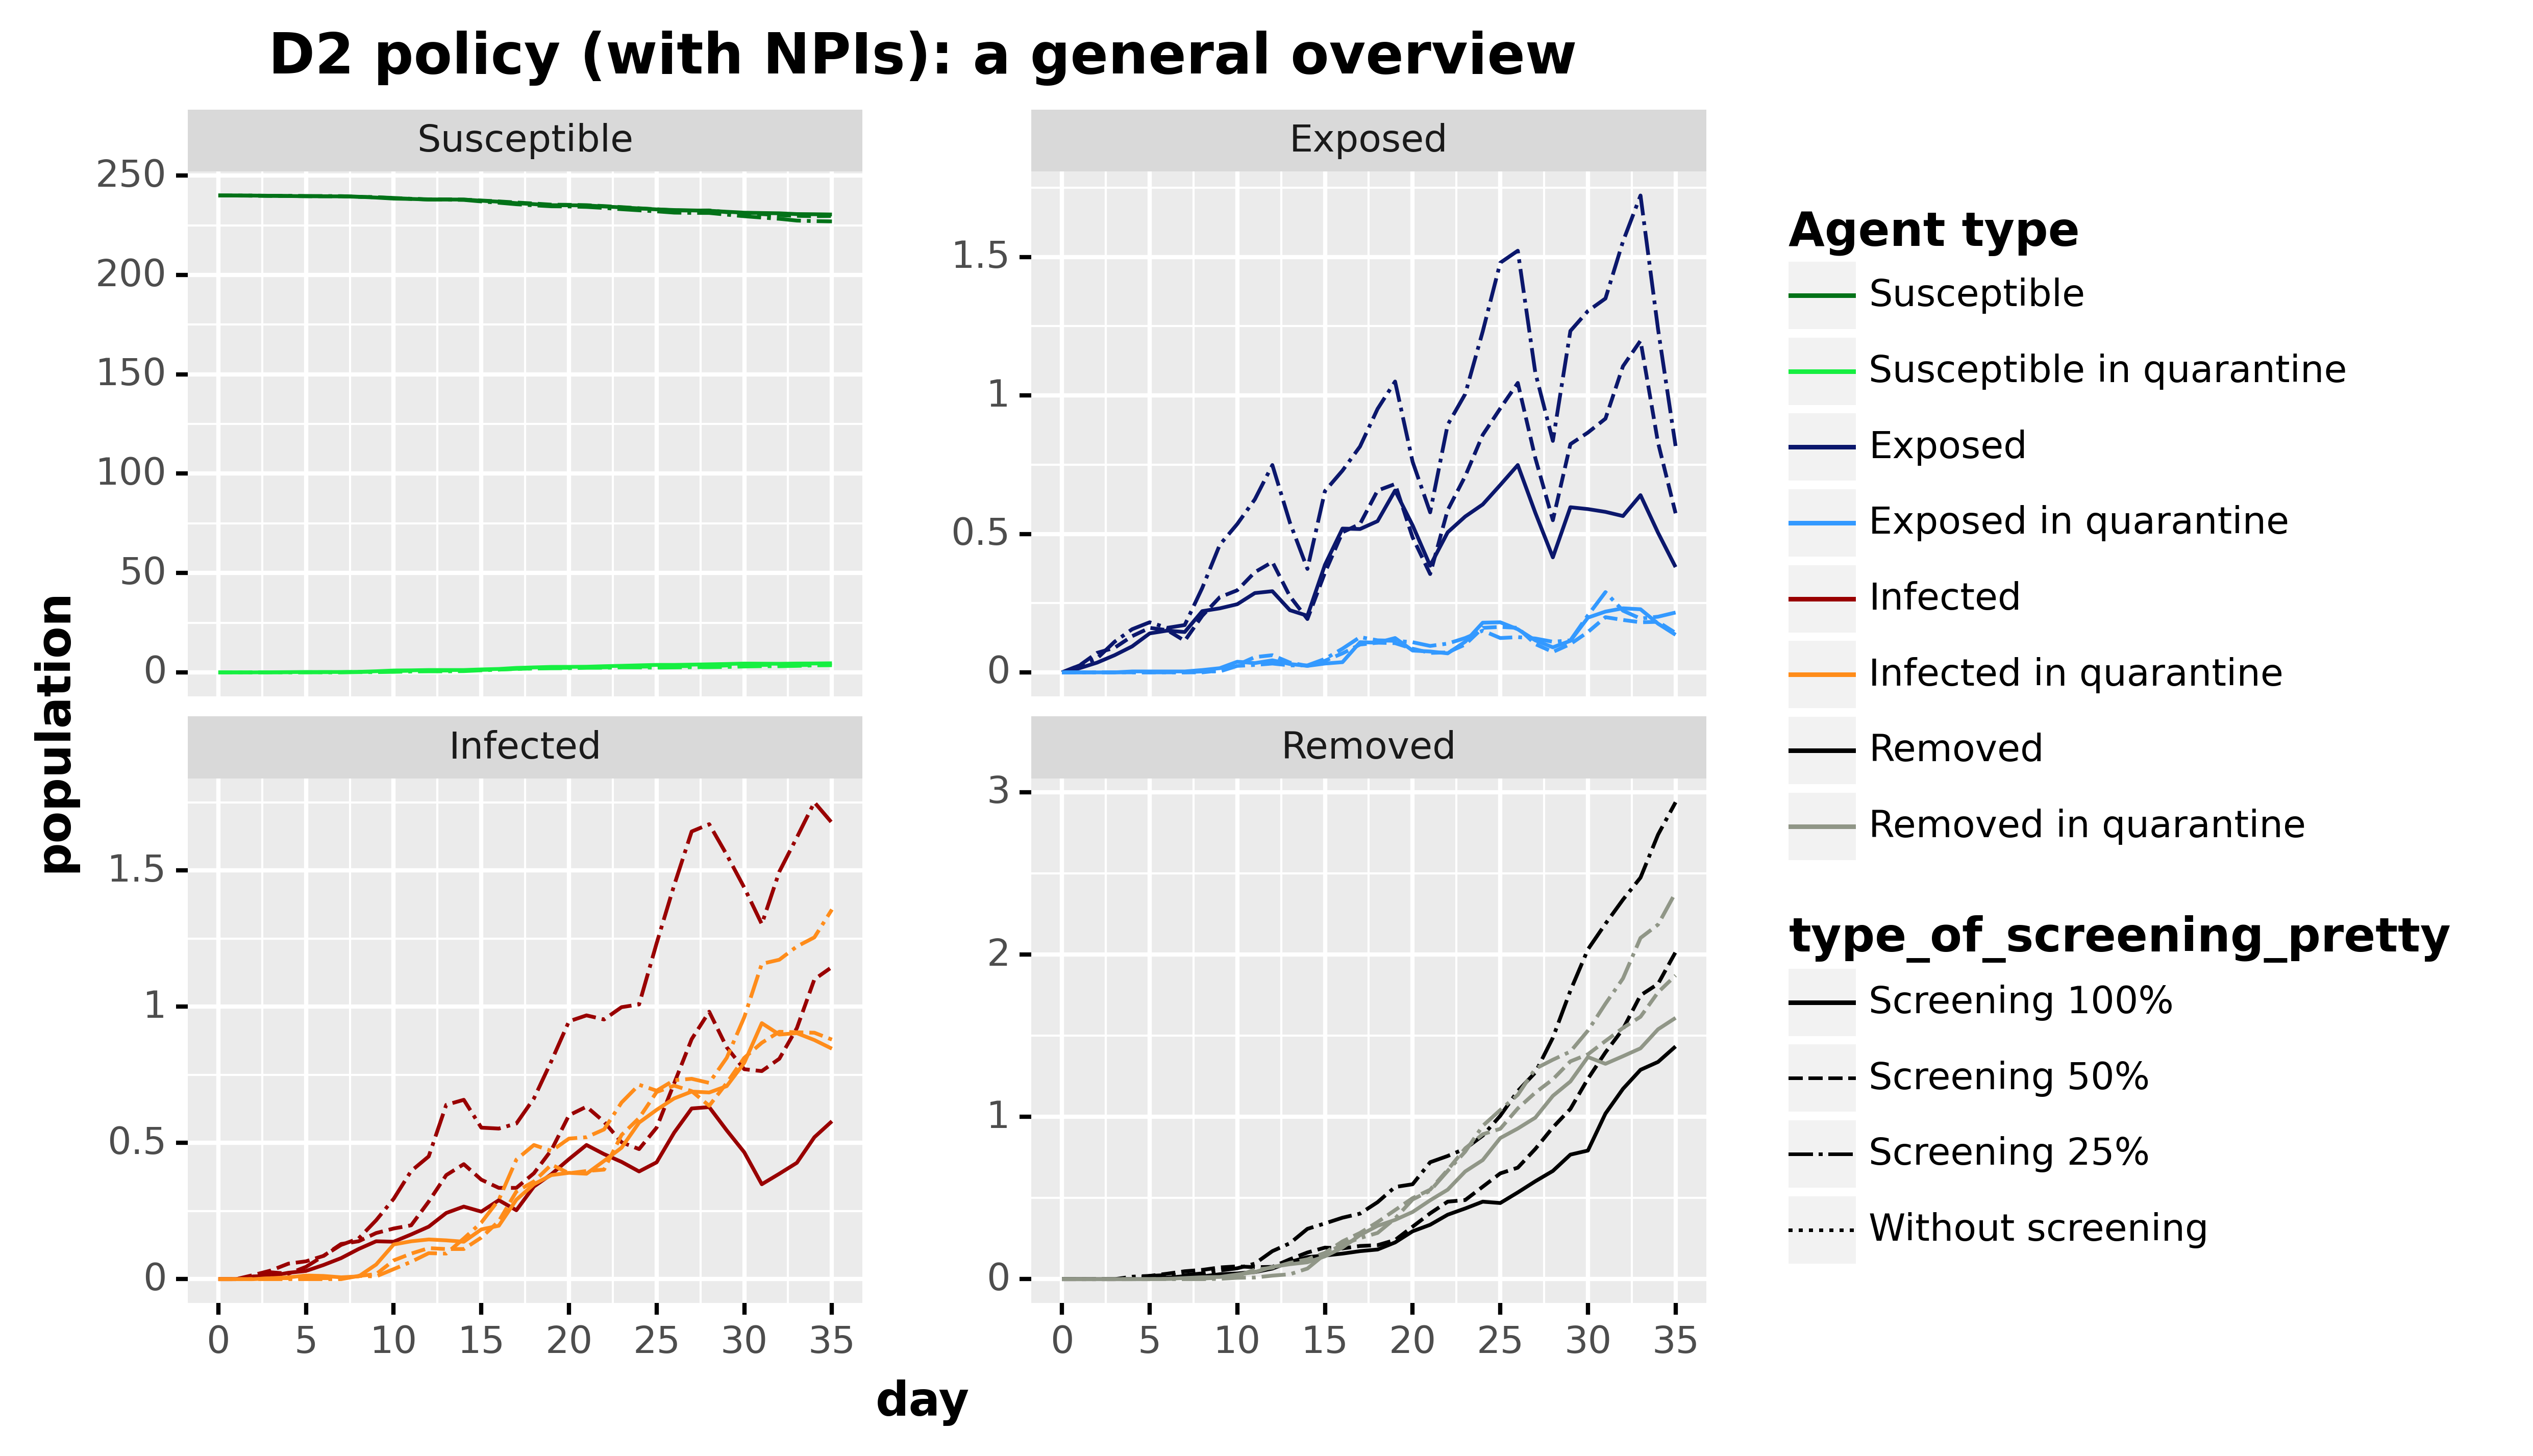 D2 policy (with NPIs): a general overview
Susceptible
250
200
150
100
50
0
Exposed
1.5
1
0.5
0
population
Infected
1.5
1
0.5
0
0 5 10 15 20 25 30 35
Removed
3
2
1
0
0 5 10 15 20 25 30 35
day
Agent type
Susceptible
Susceptible in quarantine
Exposed
Exposed in quarantine
Infected
Infected in quarantine
Removed
Removed in quarantine
type_of_screening_pretty
Screening 100%
Screening 50%
Screening 25%
Without screening